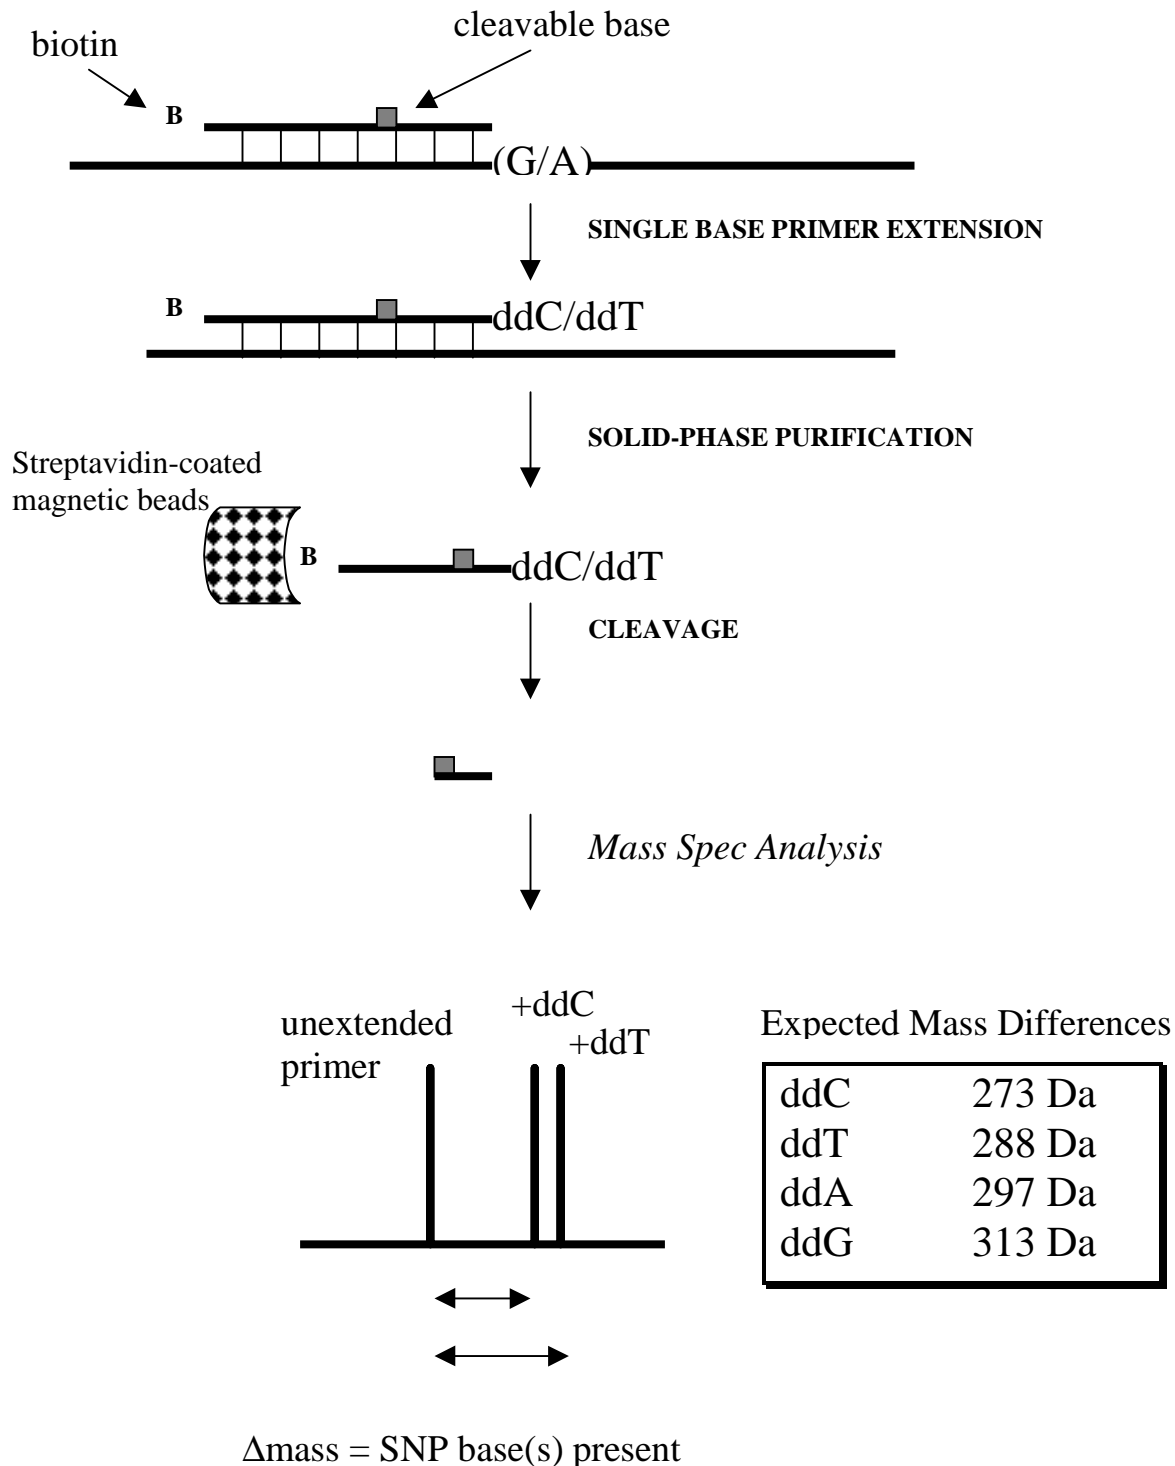 cleavable base
biotin
B
(G/A)
SINGLE BASE PRIMER EXTENSION
B
ddC/ddT
SOLID-PHASE PURIFICATION
Streptavidin-coated
magnetic beads
B
ddC/ddT
CLEAVAGE
Mass Spec Analysis
+ddC
unextended
primer
+ddT
Expected Mass Differences
ddC 273 Da
ddT 288 Da
ddA 297 Da
ddG 313 Da
Δmass = SNP base(s) present